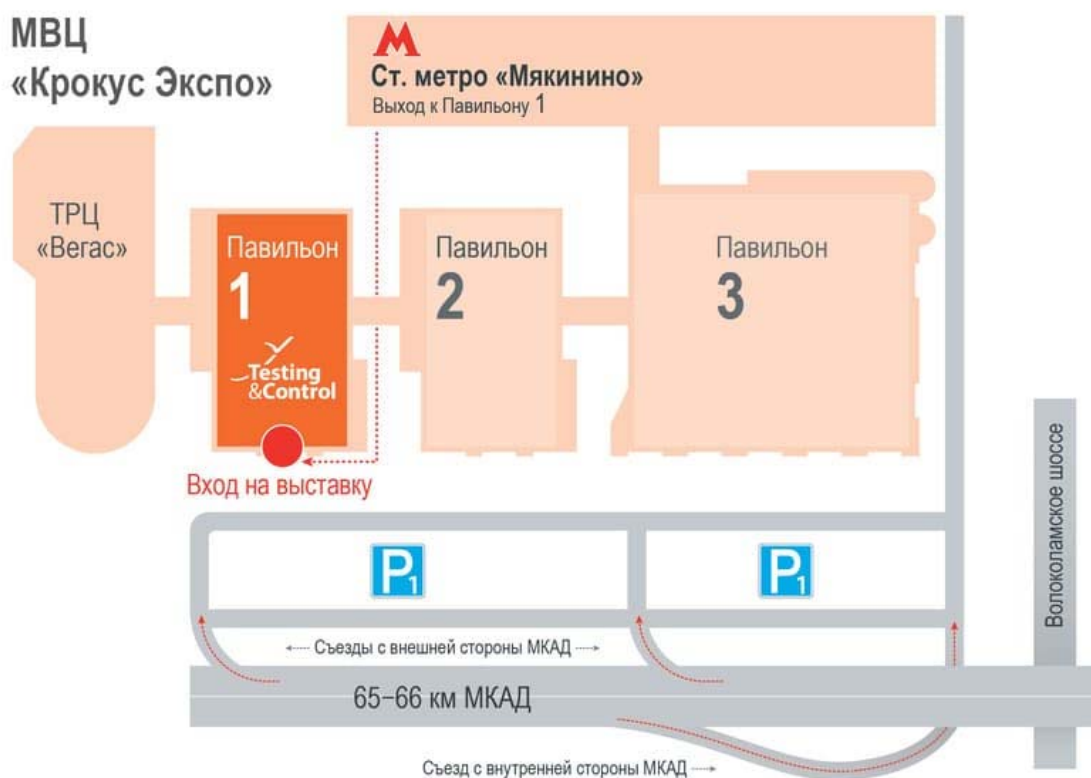 МВЦ
«Крокус Экспо»
М
Ст. метро «Мякинино»
Выход к Павильону 1
ТРЦ
«Вегас»
Павильон
1
Testing
&Control
Павильон
2
Павильон
3
Вход на выставку
P1
P1
Съезды с внешней стороны МКАД
65–66 км МКАД
Съезд с внутренней стороны МКАД
Волоколамское шоссе